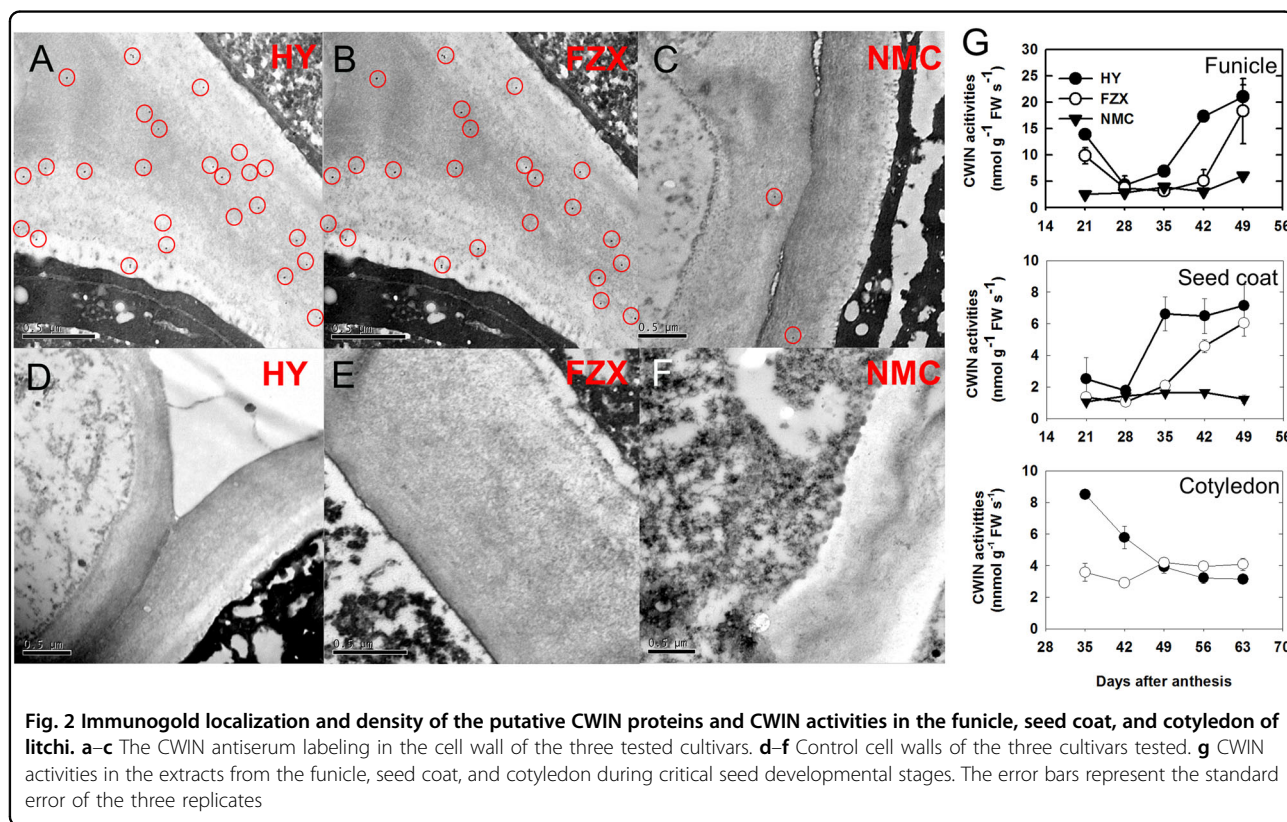 A HY
B FZX
C NMC
0.5 µm
0.5 µm
0.5 µm
D HY
E FZX
F NMC
0.5 µm
0.5 µm
0.5 µm
G
Funicle
HY
FZX
NMC
CWIN acitivities
(nmol g⁻¹ FW s⁻¹)
30
25
20
15
10
5
0
14 21 28 35 42 49 56
Seed coat
CWIN activities
(nmol g⁻¹ FW s⁻¹)
10
8
6
4
2
0
14 21 28 35 42 49 56
Cotyledon
CWIN activitties
(nnmol g⁻¹ FW s⁻¹)
10
8
6
4
2
0
28 35 42 49 56 63 70
Days after anthesis
Fig. 2 Immunogold localization and density of the putative CWIN proteins and CWIN activities in the funicle, seed coat, and cotyledon of
litchi. a–c The CWIN antiserum labeling in the cell wall of the three tested cultivars. d–f Control cell walls of the three cultivars tested. g CWIN
activities in the extracts from the funicle, seed coat, and cotyledon during critical seed developmental stages. The error bars represent the standard
error of the three replicates